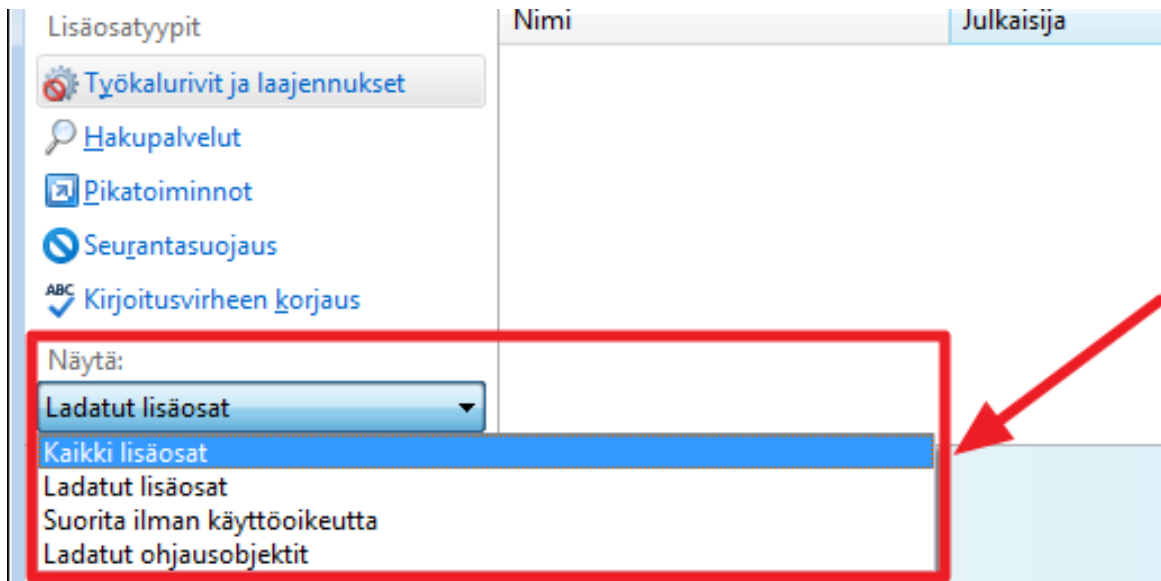 Lisäosatyypit
Nimi
Julkaisija
Työkalurivit ja laajennukset
Hakupalvelut
Pikatoiminnot
Seurantasuojaus
ABC
Kirjoitusvirheen korjaus
Näytä:
Ladatut lisäosat
Kaikki lisäosat
Ladatut lisäosat
Suorita ilman käyttöoikeutta
Ladatut ohjausobjektit